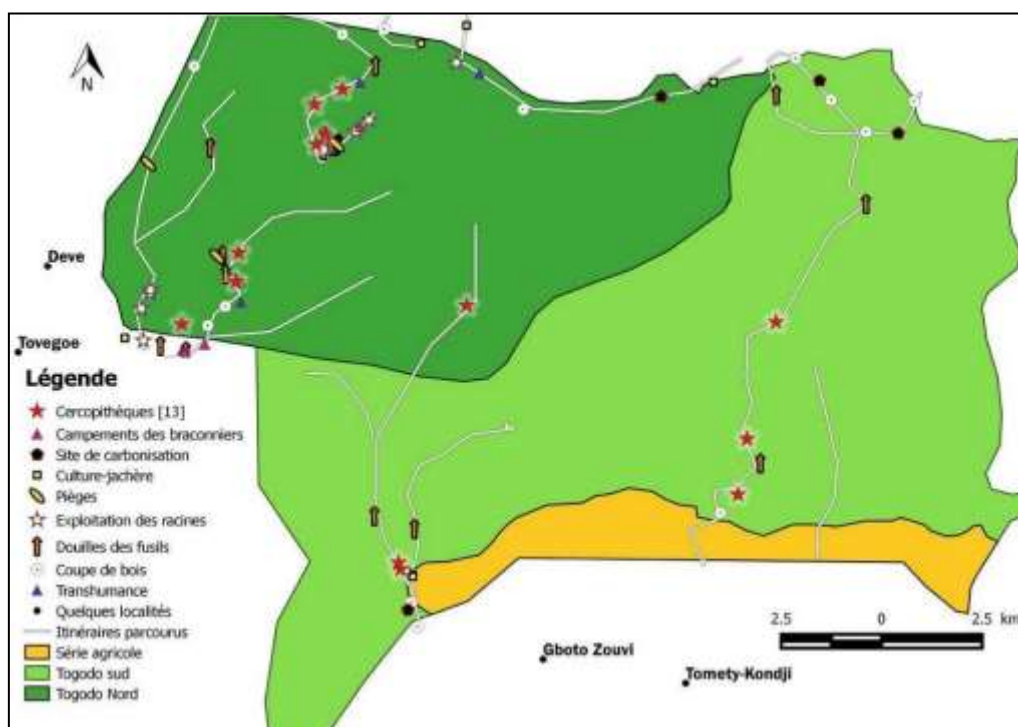 N
Deve
Tovegoe
Légende
Cercopithèques [13]
Campements des braconniers
Site de carbonisation
Culture-jachère
Pièges
Exploitation des racines
Douilles des fusils
Coupe de bois
Transhumance
Quelques localités
Itinéraires parcourus
Série agricole
Togodo sud
Togodo Nord
2.5 0 2.5 km
Gboto Zouvi
Tomety-Kondji